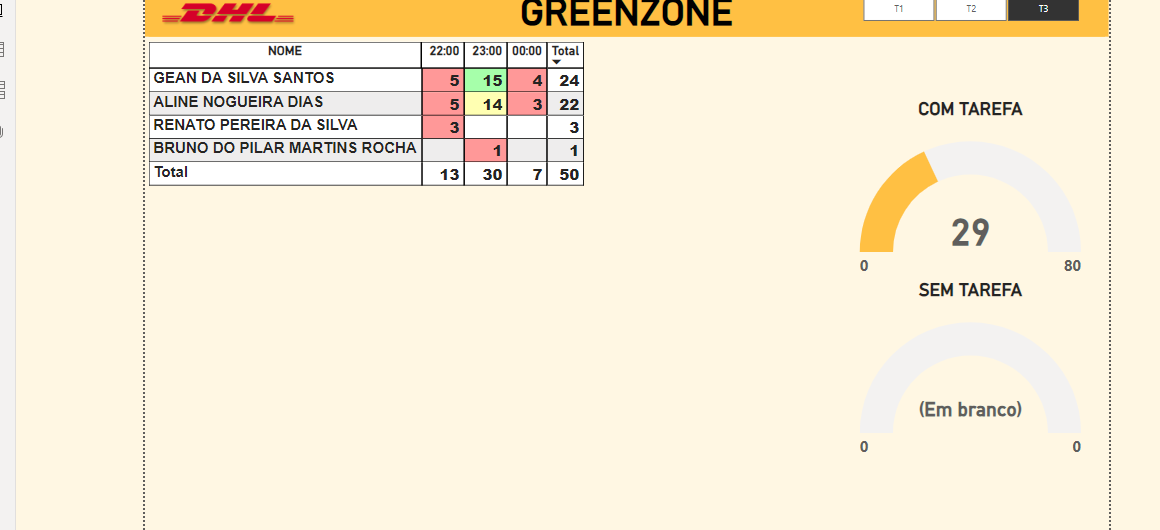 DHL GREENZONE T1 T2 T3
NOME 22:00 23:00 00:00 Total
GEAN DA SILVA SANTOS 5 15 4 24
ALINE NOGUEIRA DIAS 5 14 3 22
RENATO PEREIRA DA SILVA 3 3
BRUNO DO PILAR MARTINS ROCHA 1 1
Total 13 30 7 50
COM TAREFA
29
0 80
SEM TAREFA
(Em branco)
0 0